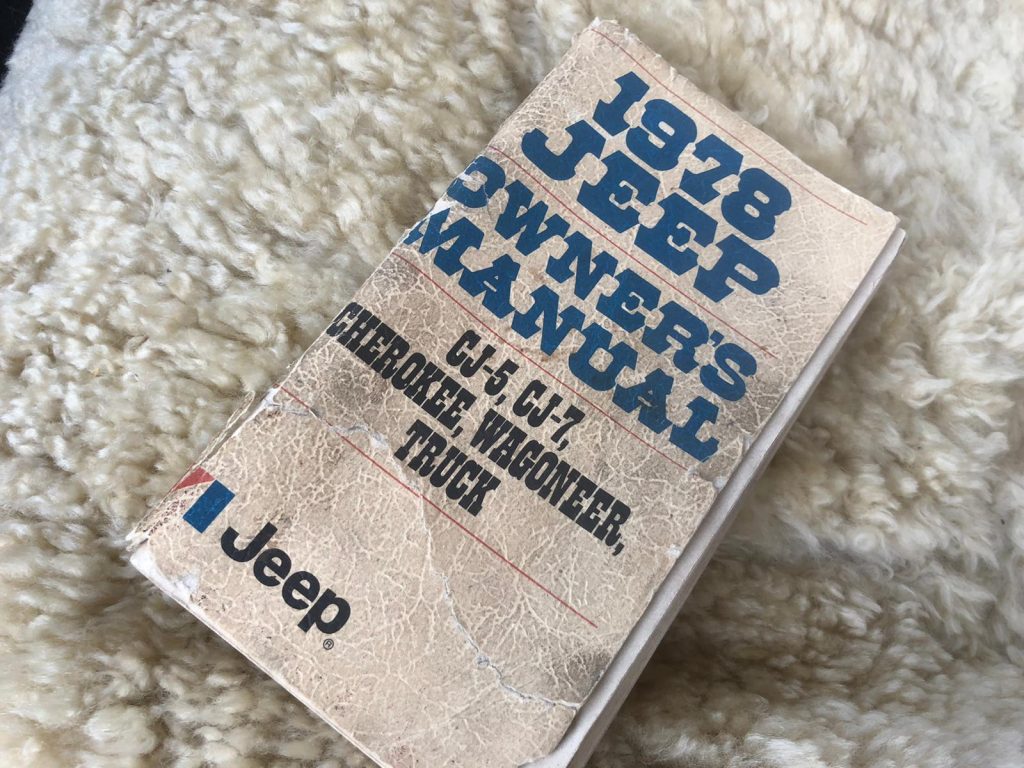 1978
JEEP
OWNER'S
MANUAL
CJ-5, CJ-7,
CHEROKEE, WAGONEER,
TRUCK
Jeep®